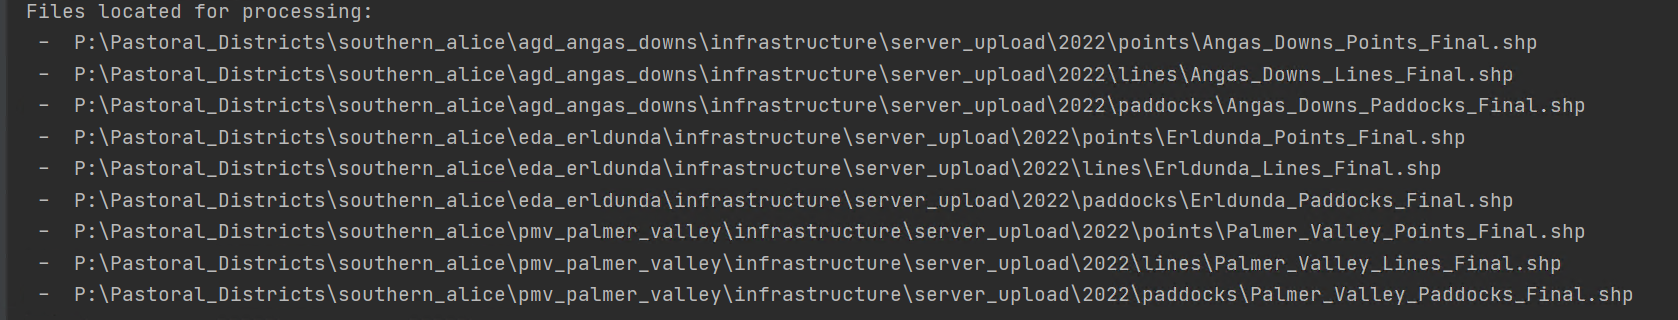 Files located for processing:
-  P:\Pastoral_Districts\southern_alice\agd_angas_downs\infrastructure\server_upload\2022\points\Angas_Downs_Points_Final.shp
-  P:\Pastoral_Districts\southern_alice\agd_angas_downs\infrastructure\server_upload\2022\lines\Angas_Downs_Lines_Final.shp
-  P:\Pastoral_Districts\southern_alice\agd_angas_downs\infrastructure\server_upload\2022\paddocks\Angas_Downs_Paddocks_Final.shp
-  P:\Pastoral_Districts\southern_alice\eda_erldunda\infrastructure\server_upload\2022\points\Erldunda_Points_Final.shp
-  P:\Pastoral_Districts\southern_alice\eda_erldunda\infrastructure\server_upload\2022\lines\Erldunda_Lines_Final.shp
-  P:\Pastoral_Districts\southern_alice\eda_erldunda\infrastructure\server_upload\2022\paddocks\Erldunda_Paddocks_Final.shp
-  P:\Pastoral_Districts\southern_alice\pmv_palmer_valley\infrastructure\server_upload\2022\points\Palmer_Valley_Points_Final.shp
-  P:\Pastoral_Districts\southern_alice\pmv_palmer_valley\infrastructure\server_upload\2022\lines\Palmer_Valley_Lines_Final.shp
-  P:\Pastoral_Districts\southern_alice\pmv_palmer_valley\infrastructure\server_upload\2022\paddocks\Palmer_Valley_Paddocks_Final.shp